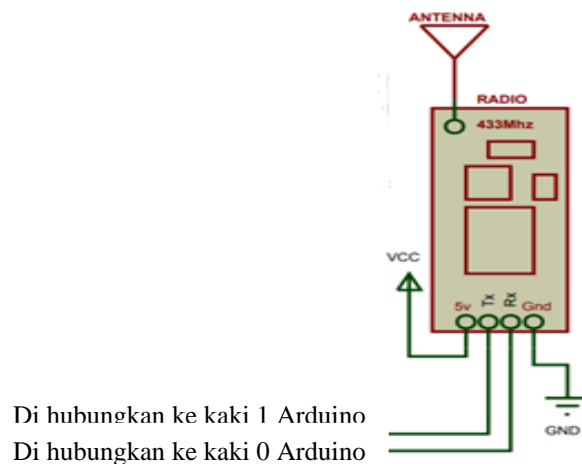 ANTENNA
RADIO
433Mhz
VCC
5v Tx Rx Gnd
GND
Di hubungkan ke kaki 1 Arduino
Di hubungkan ke kaki 0 Arduino